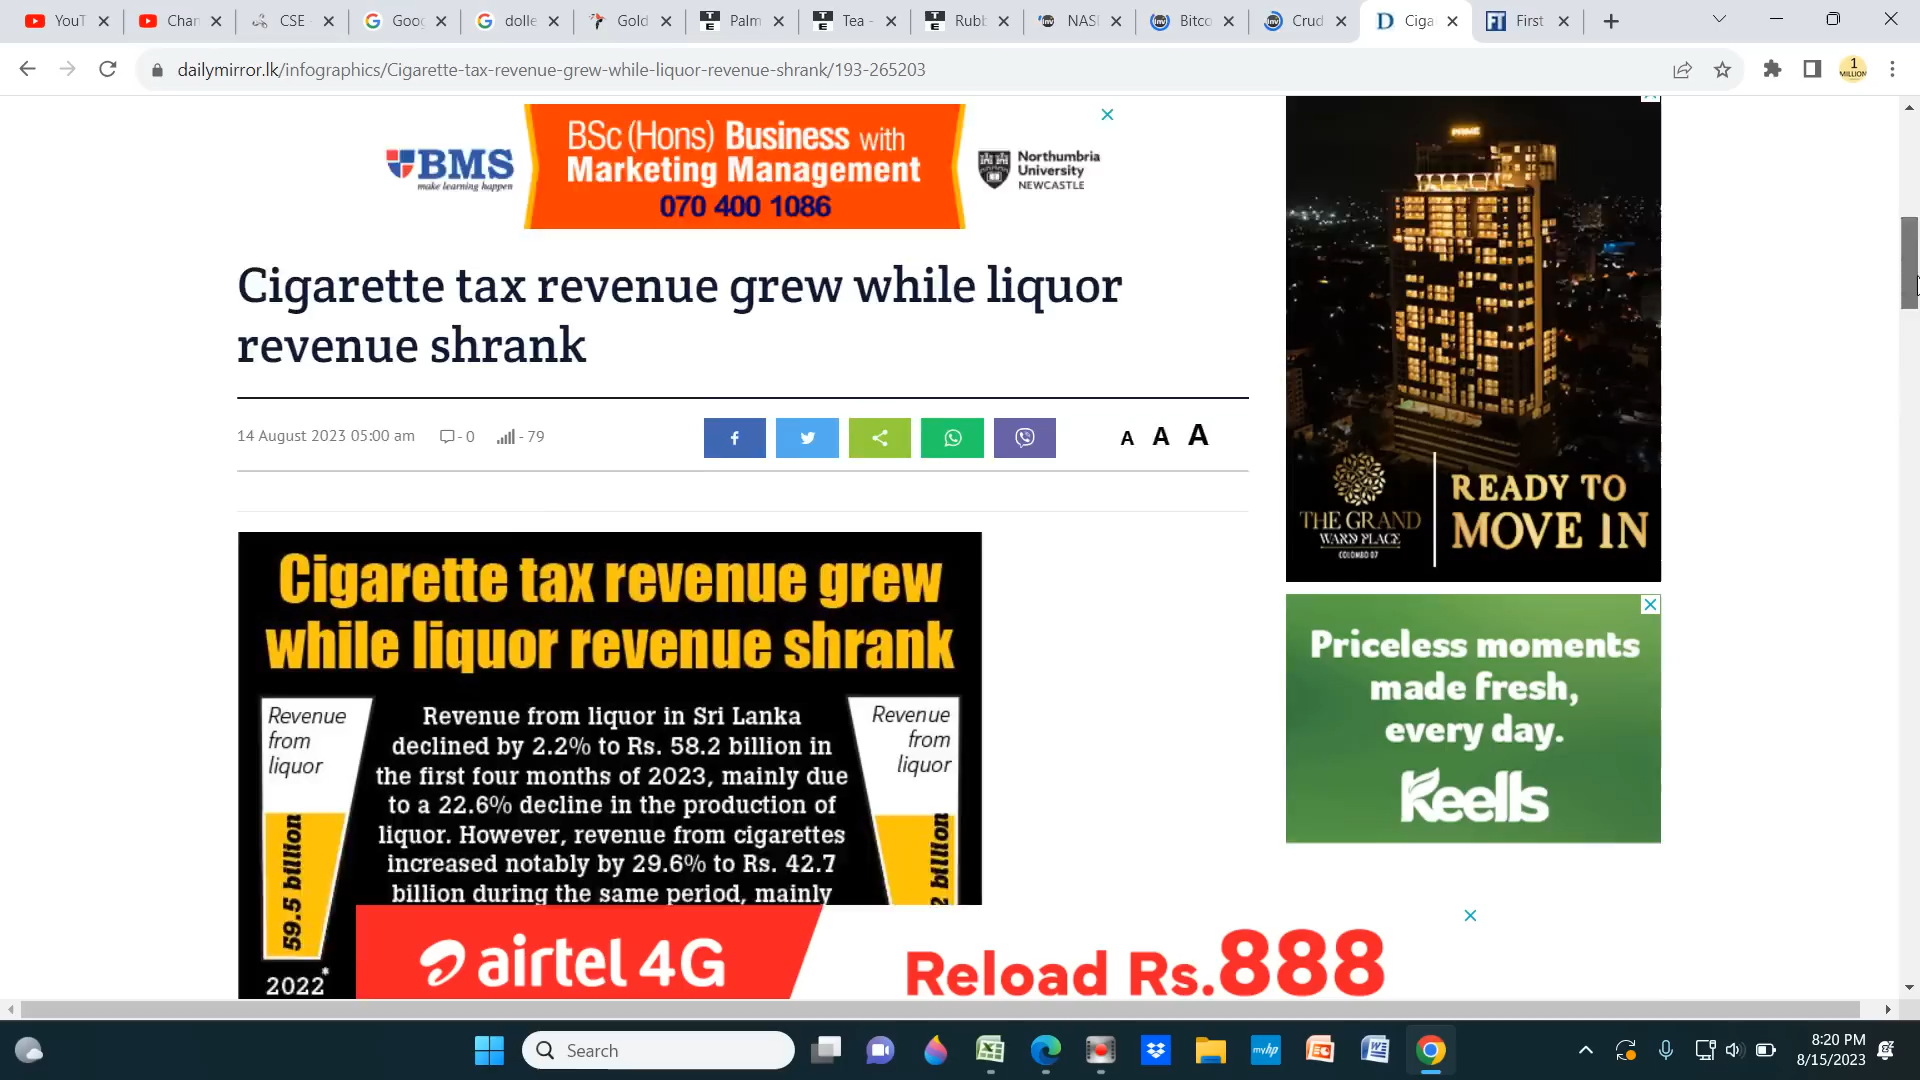 YouT
Chan
CSE -
Goog
dolle
Gold
Palm
Tea -
Rubb
NASI
Bitco
Crud
Ciga
First
dailymirror.lk/infographics/Cigarette-tax-revenue-grew-while-liquor-revenue-shrank/193-265203
1
MILLION
BMS
make learning happen
BSc (Hons) Business with
Marketing Management
070 400 1086
Northumbria
University
NEWCASTLE
Cigarette tax revenue grew while liquor
revenue shrank
14 August 2023 05:00 am
- 0
- 79
A A A
Cigarette tax revenue grew
while liquor revenue shrank
Revenue
from
liquor
59.5 billion
2022*
Revenue from liquor in Sri Lanka
declined by 2.2% to Rs. 58.2 billion in
the first four months of 2023, mainly due
to a 22.6% decline in the production of
liquor. However, revenue from cigarettes
increased notably by 29.6% to Rs. 42.7
billion during the same period, mainly
Revenue
from
liquor
2 billion
PRIME
THE GRAND
WARD PLACE
COLOMBO 07
READY TO
MOVE IN
Priceless moments
made fresh,
every day.
Keells
airtel 4G
Reload Rs.888
Search
myhp
8:20 PM
8/15/2023